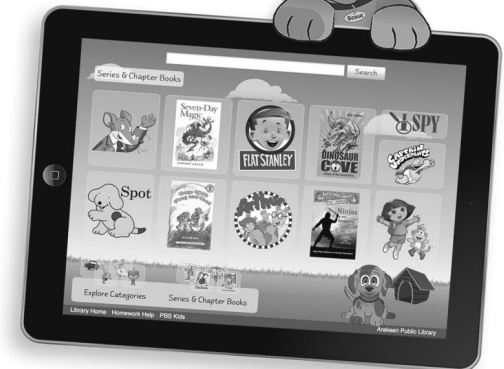 Scout
Search
Series & Chapter Books
Seven-Day
Magic
FLAT STANLEY
DINOSAUR
COVE
I SPY
CAPTAIN
UNDERPANTS
Spot
Arthur
Ninjas
Explore Categories
Series & Chapter Books
Library Home Homework Help PBS Kids
Arakeen Public Library